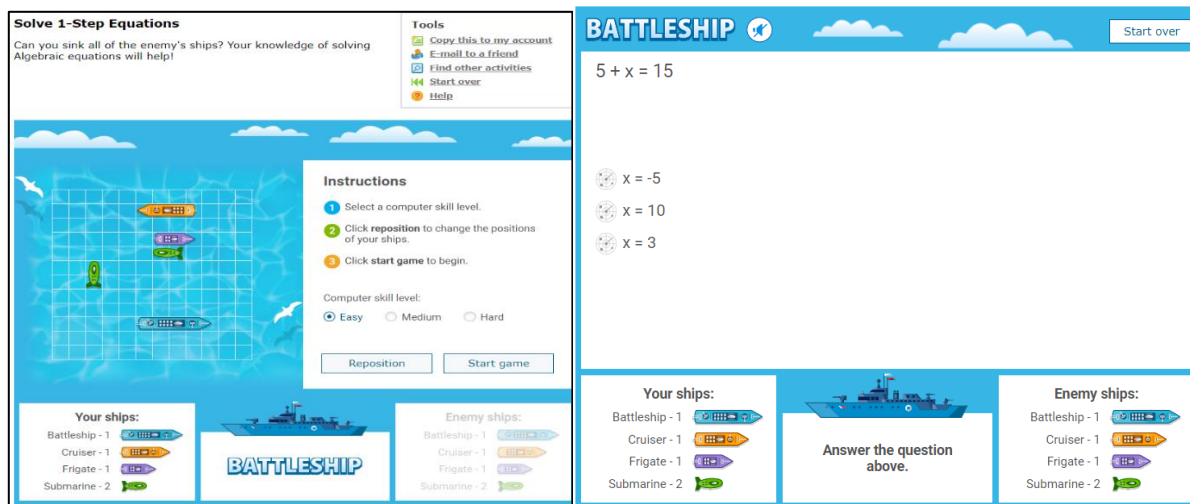 Solve 1-Step Equations
Can you sink all of the enemy's ships? Your knowledge of solving
Algebraic equations will help!
Tools
Copy this to my account
E-mail to a friend
Find other activities
Start over
Help
Instructions
1 Select a computer skill level.
2 Click reposition to change the positions
of your ships.
3 Click start game to begin.
Computer skill level:
Easy Medium Hard
Reposition Start game
Your ships:
Battleship - 1
Cruiser - 1
Frigate - 1
Submarine - 2
BATTLESHIP
Enemy ships:
Battleship - 1
Cruiser - 1
Frigate - 1
Submarine - 2
BATTLESHIP
Start over
5 + x = 15
x = -5
x = 10
x = 3
Your ships:
Battleship - 1
Cruiser - 1
Frigate - 1
Submarine - 2
Answer the question
above.
Enemy ships:
Battleship - 1
Cruiser - 1
Frigate - 1
Submarine - 2